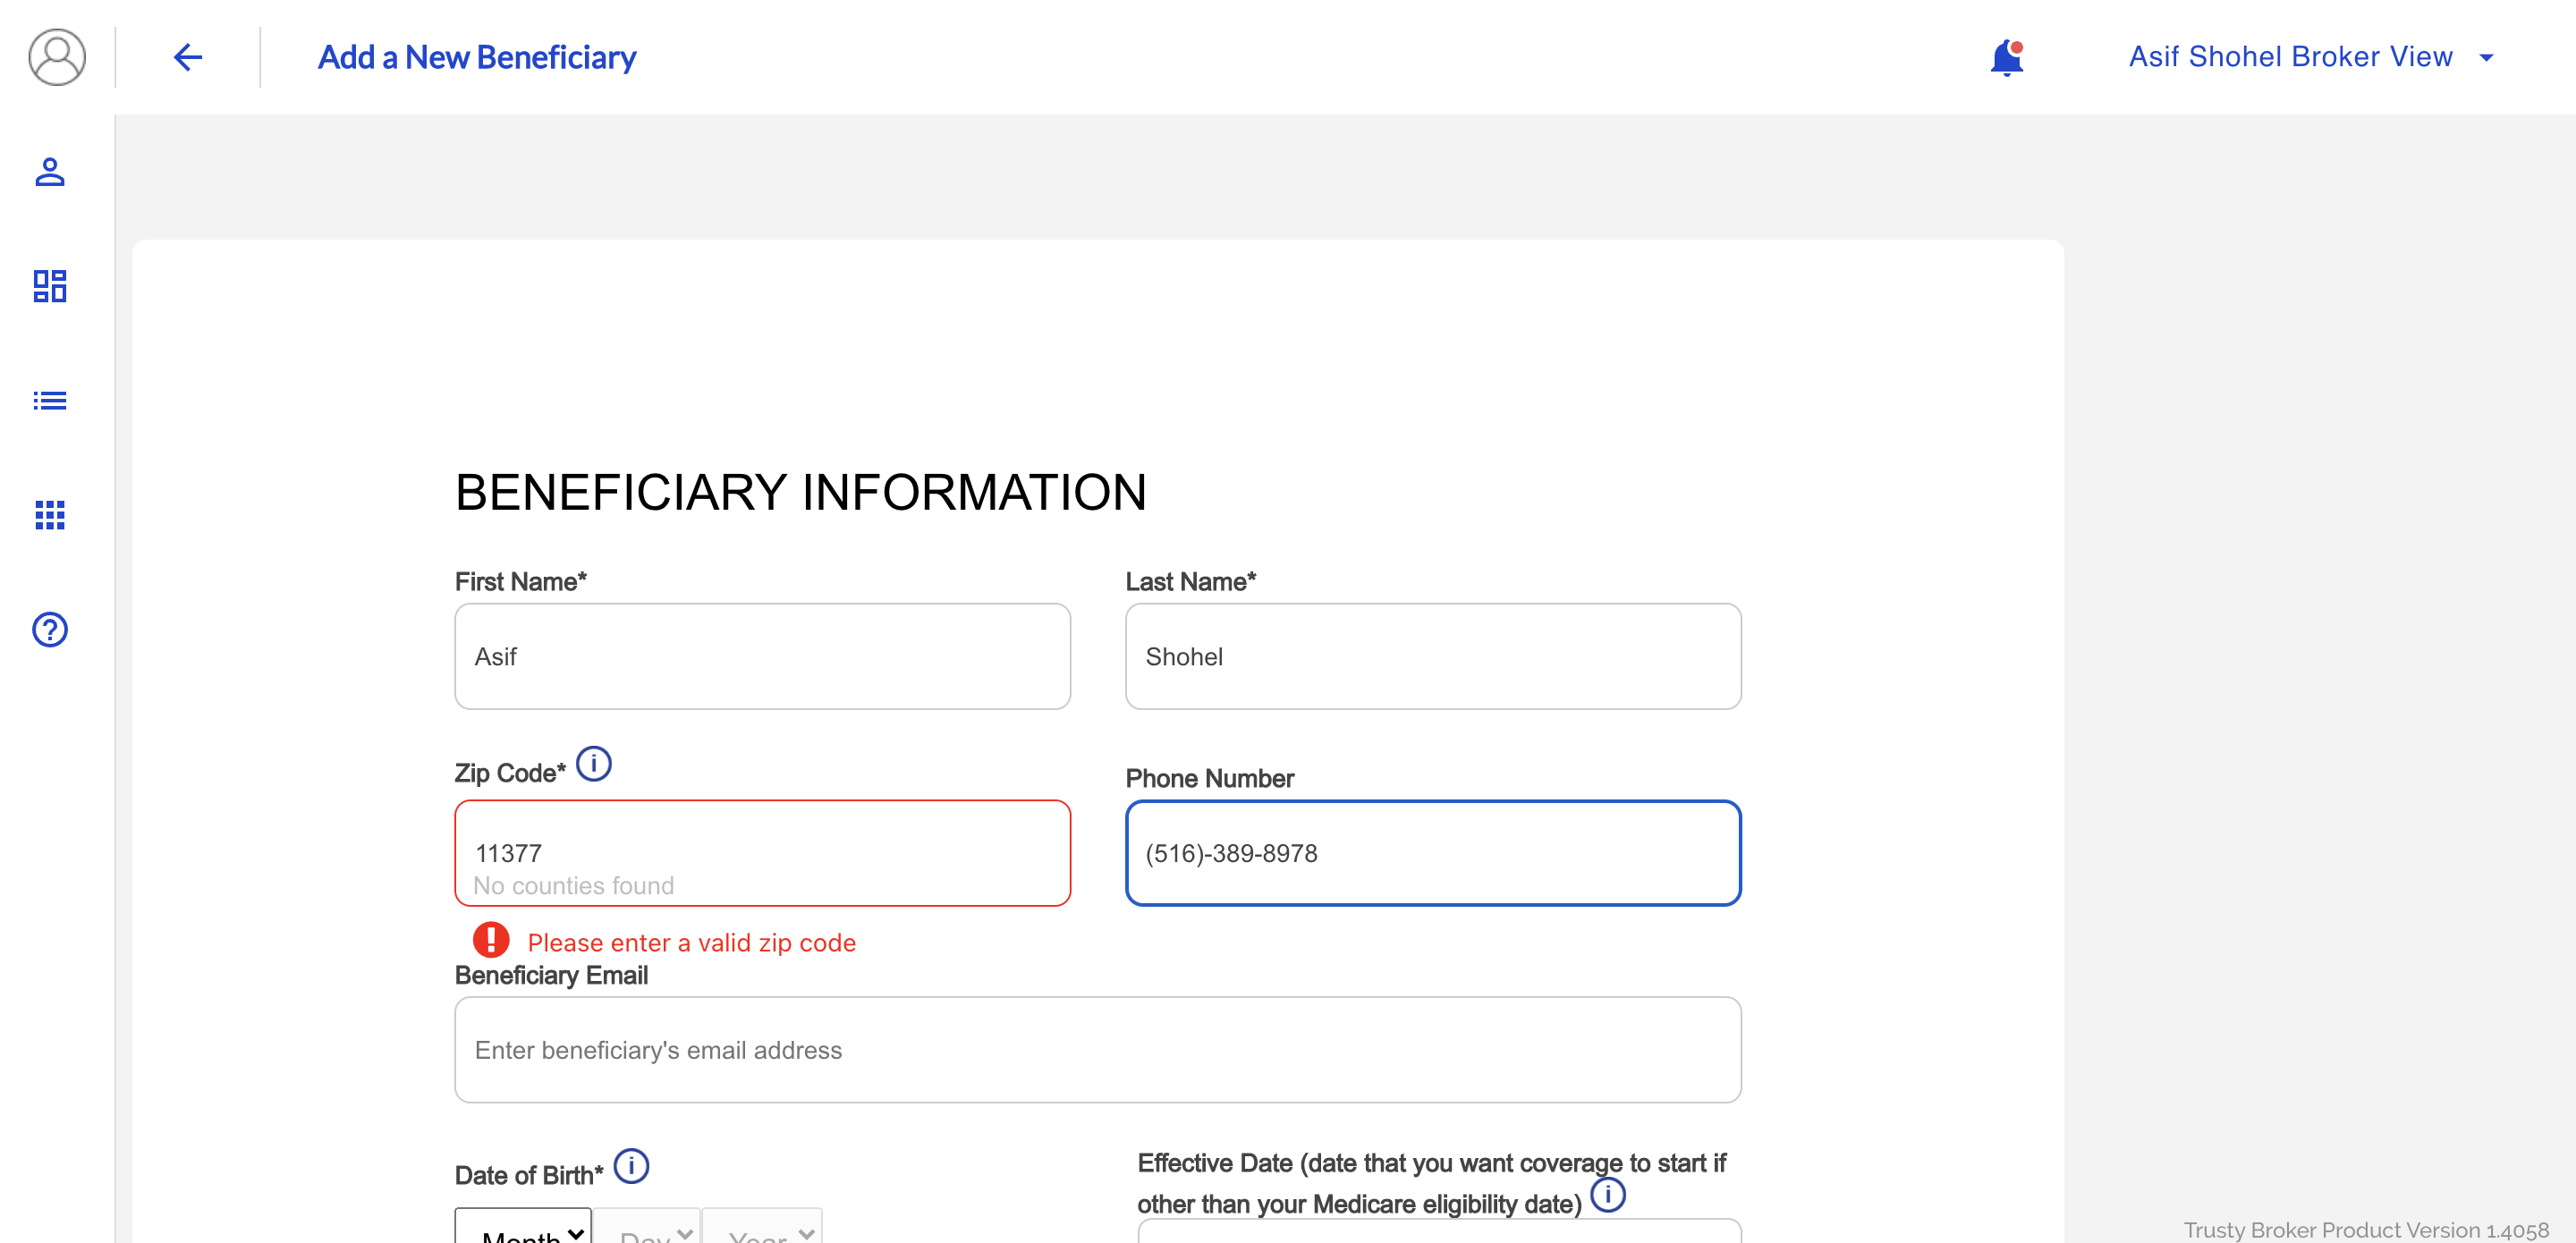 Add a New Beneficiary
Asif Shohel Broker View
BENEFICIARY INFORMATION
First Name*
Last Name*
Asif
Shohel
Zip Code*
Phone Number
11377
No counties found
(516)-389-8978
Please enter a valid zip code
Beneficiary Email
Enter beneficiary's email address
Date of Birth*
Effective Date (date that you want coverage to start if
other than your Medicare eligibility date)
Month
Day
Year
Trusty Broker Product Version 1.4058